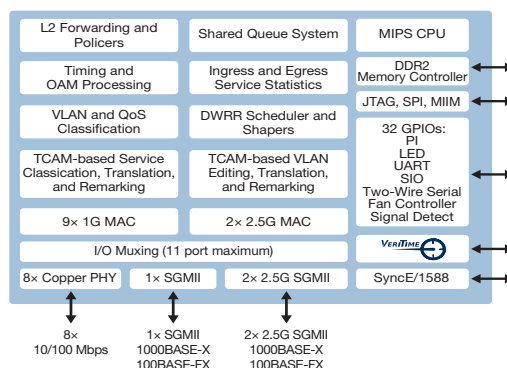 L2 Forwarding and
Policers
Shared Queue System
MIPS CPU
Timing and
OAM Processing
Ingress and Egress
Service Statistics
DDR2
Memory Controller
JTAG, SPI, MIIM
VLAN and QoS
Classification
DWRR Scheduler and
Shapers
32 GPIOs:
PI
LED
UART
SIO
Two-Wire Serial
Fan Controller
Signal Detect
TCAM-based Service
Classication, Translation,
and Remarking
TCAM-based VLAN
Editing, Translation,
and Remarking
9× 1G MAC
2× 2.5G MAC
I/O Muxing (11 port maximum)
VERITIME
8× Copper PHY
1× SGMII
2× 2.5G SGMII
SyncE/1588
8×
10/100 Mbps
1× SGMII
1000BASE-X
100BASE-FX
2× 2.5G SGMII
1000BASE-X
100BASE-FX